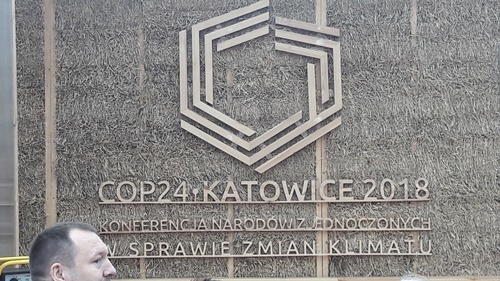 COP24·KATOWICE 2018
KONFERENCJA NARODÓW ZJEDNOCZONYCH
W SPRAWIE ZMIAN KLIMATU